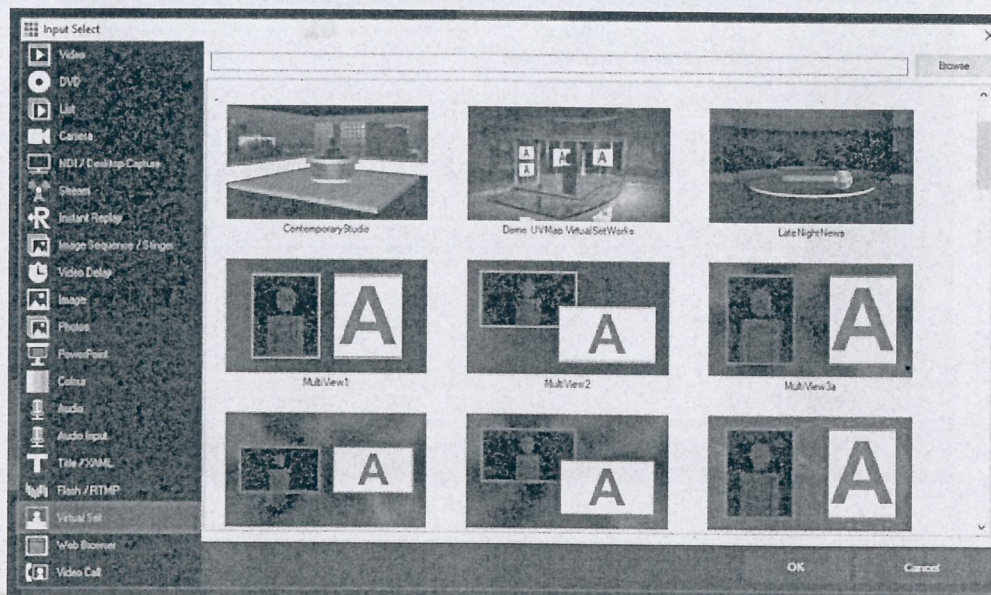 Input Select
Video
DVD
List
Camera
NDI / Desktop Capture
Stream
Instant Replay
Image Sequence / Stinger
Video Delay
Image
Photos
PowerPoint
Colour
Audio
Audio Input
Title / XAML
Flash / RTMP
Virtual Set
Web Browser
Video Call
Browse
ContemporaryStudio
Demo UVMap VirtualSetWorks
LateNightNews
A A
A
A
A
A
MultiView1
MultiView2
MultiView3a
A
A
A
OK
Cancel